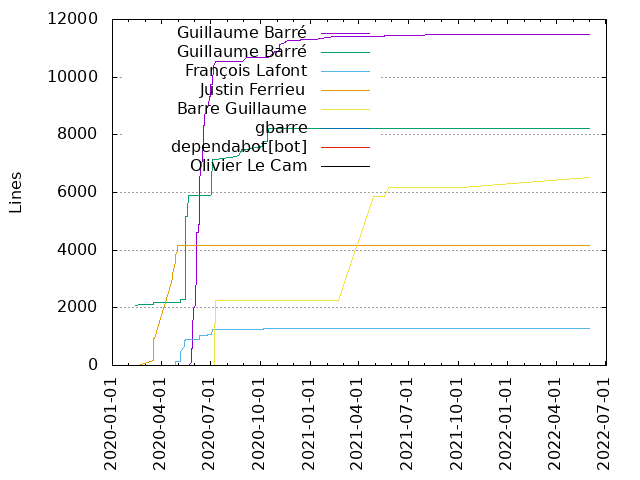 12000
10000
8000
6000
4000
2000
0
Lines
Guillaume Barré
Guillaume Barré
François Lafont
Justin Ferrieu
Barre Guillaume
gbarre
dependabot[bot]
Olivier Le Cam
2020-01-01
2020-04-01
2020-07-01
2020-10-01
2021-01-01
2021-04-01
2021-07-01
2021-10-01
2022-01-01
2022-04-01
2022-07-01